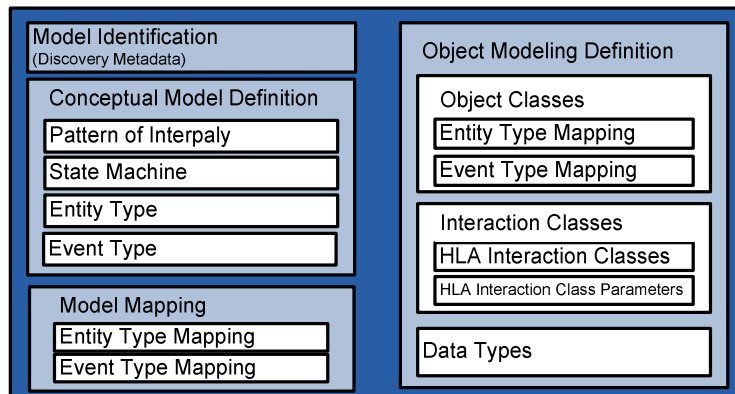 Model Identification
(Discovery Metadata)
Conceptual Model Definition
Pattern of Interpaly
State Machine
Entity Type
Event Type
Model Mapping
Entity Type Mapping
Event Type Mapping
Object Modeling Definition
Object Classes
Entity Type Mapping
Event Type Mapping
Interaction Classes
HLA Interaction Classes
HLA Interaction Class Parameters
Data Types